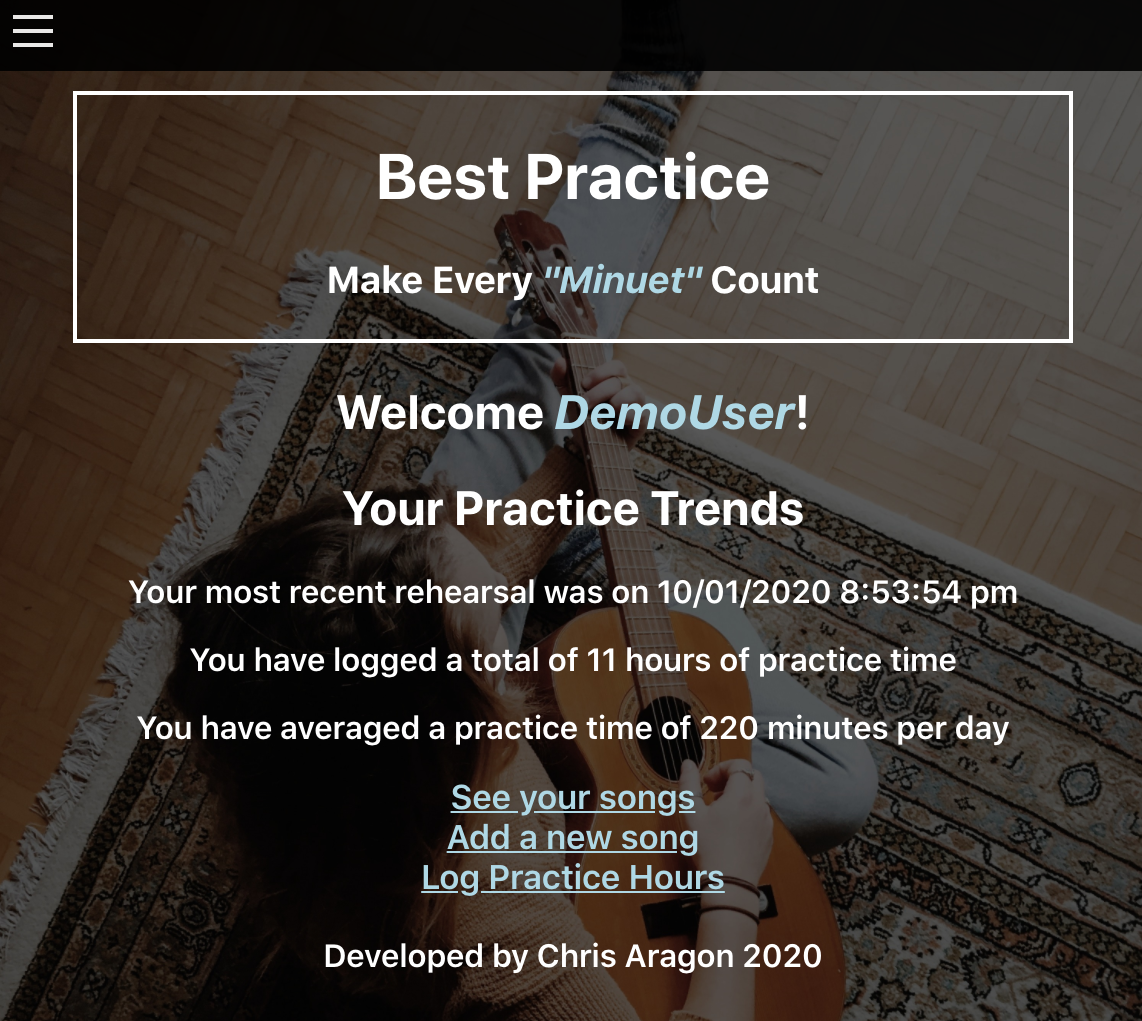 Best Practice
Make Every "Minuet" Count
Welcome DemoUser!
Your Practice Trends
Your most recent rehearsal was on 10/01/2020 8:53:54 pm
You have logged a total of 11 hours of practice time
You have averaged a practice time of 220 minutes per day
See your songs
Add a new song
Log Practice Hours
Developed by Chris Aragon 2020